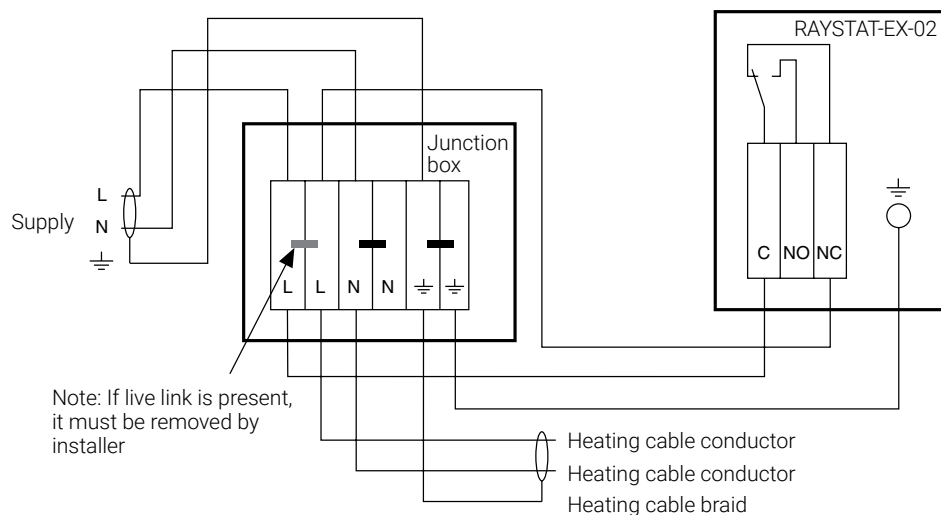 RAYSTAT-EX-02
Junction
box
L
Supply
N
C NO NC
L L N N
Note: If live link is present,
it must be removed by
installer
Heating cable conductor
Heating cable conductor
Heating cable braid